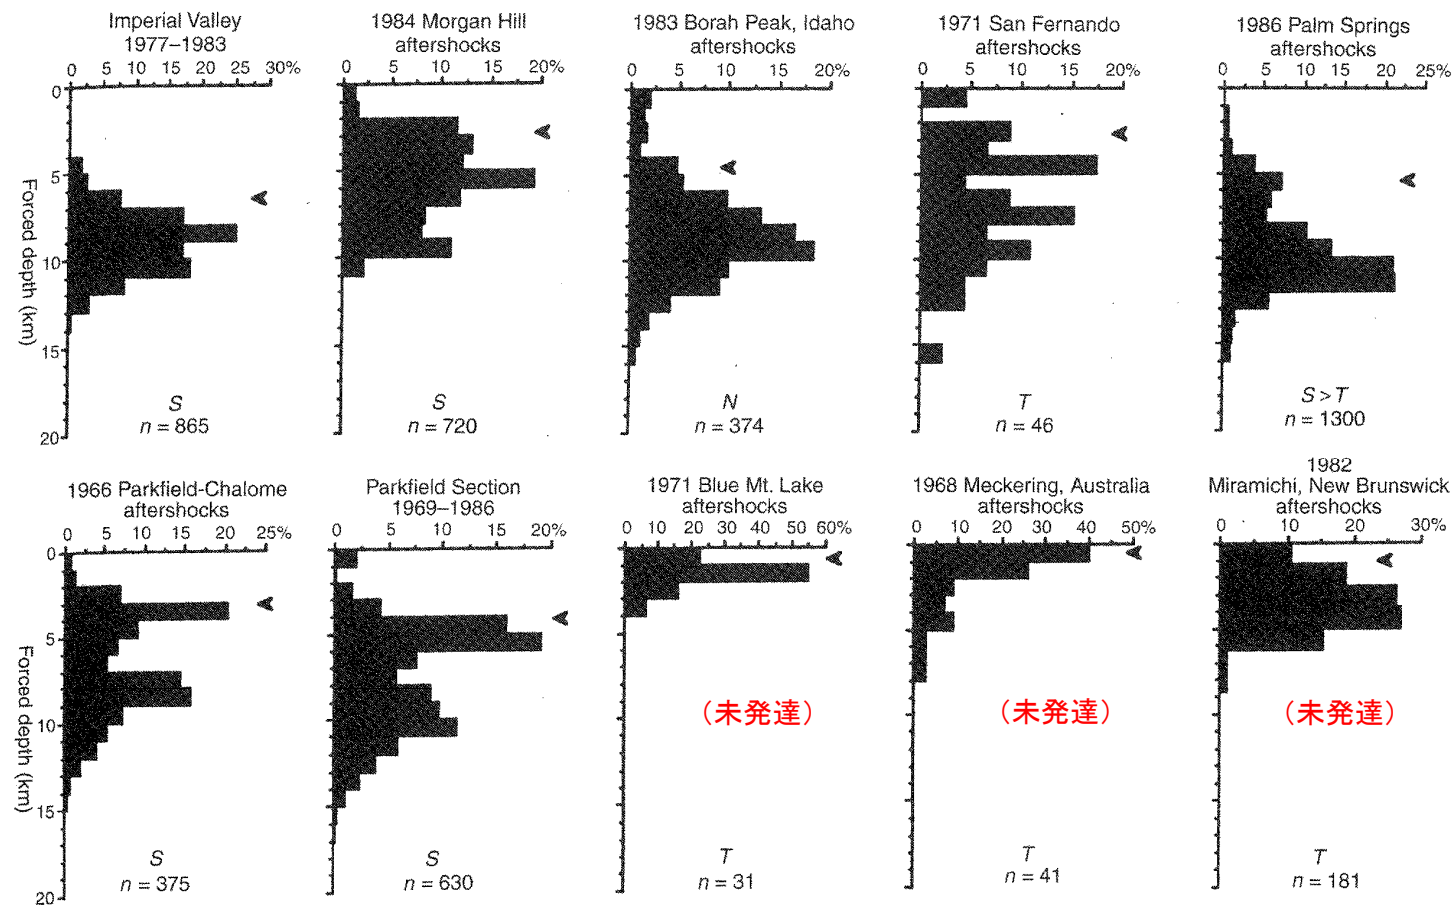 Imperial Valley
1977–1983
0 5 10 15 20 25 30%
1984 Morgan Hill
aftershocks
0 5 10 15 20%
1983 Borah Peak, Idaho
aftershocks
0 5 10 15 20%
1971 San Fernando
aftershocks
0 5 10 15 20%
1986 Palm Springs
aftershocks
0 5 10 15 20 25%
0
5
10
15
20
Forced depth (km)
S
n = 865
S
n = 720
N
n = 374
T
n = 46
S > T
n = 1300
1966 Parkfield-Chalome
aftershocks
0 5 10 15 20 25%
Parkfield Section
1969–1986
0 5 10 15 20%
1971 Blue Mt. Lake
aftershocks
0 10 20 30 40 50 60%
1968 Meckering, Australia
aftershocks
0 10 20 30 40 50%
1982
Miramichi, New Brunswick
aftershocks
0 10 20 30%
0
5
10
15
20
Forced depth (km)
(未発達)
(未発達)
(未発達)
S
n = 375
S
n = 630
T
n = 31
T
n = 41
T
n = 181